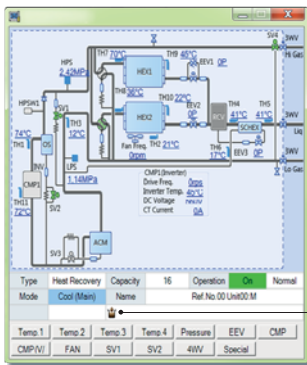 SV4
3WV
Hi Gas
HPS
2.42MPa
TH7 70°C
TH9 45°C
EEV1 0P
HEX1
HPSW1
SV1
TH8 36°C
TH10 22°C
EEV2
0P
RCV
TH4
41°C
TH5
41°C
3WV
Liq
TH3
12°C
HEX2
SCHEX
74°C
TH1
OS
Fan Freq.
0rpm
TH2 21°C
TH6
17°C
EEV3 0P
3WV
Lo Gas
INV
LPS
1.14MPa
CMP1
TH11
72°C
SV2
CMP1(Inverter)
Drive Freq. 0rps
Inverter Temp.
DC Voltage
CT Current 0A
SV3
ACM
Type Heat Recovery Capacity 16 Operation On Normal
Mode Cool (Main) Name Ref.No.00 Unit00:M
Temp.1 Temp.2 Temp.3 Temp.4 Pressure EEV CMP
CMP/V/ FAN SV1 SV2 4WV Special